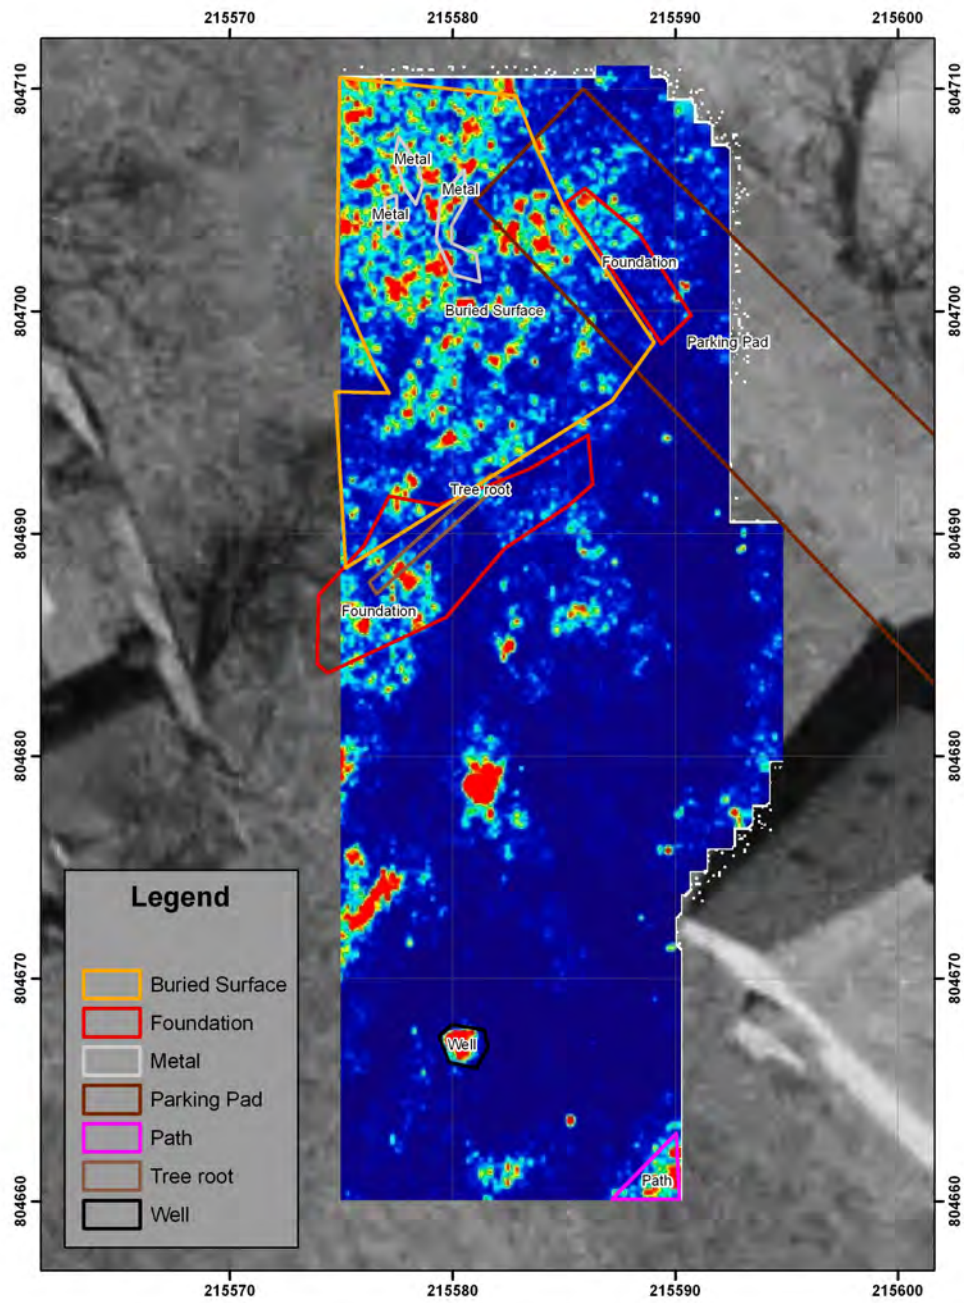 215570 215580 215590 215600
804710 804710
Metal
Metal
Metal
Foundation
804700 Buried Surface 804700
Parking Pad
Tree root
804690 804690
Foundation
804680 804680
Legend
Buried Surface
Foundation
Metal
Parking Pad
Path
Tree root
Well
804670 804670
Well
Path
804660 804660
215570 215580 215590 215600